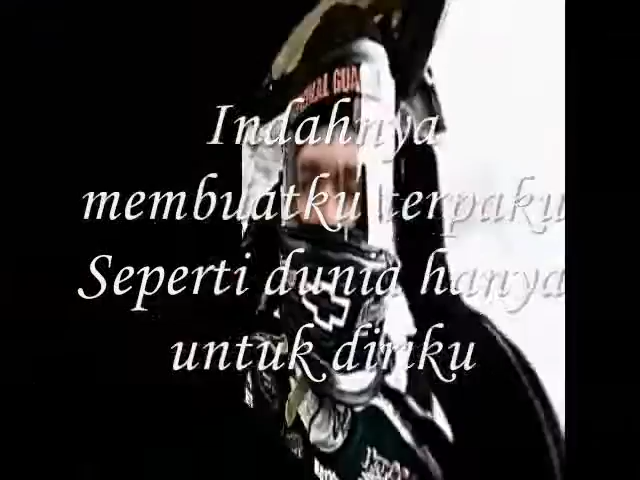 Indahnya
membuatku terpaku
Seperti dunia hanya
untuk diriku